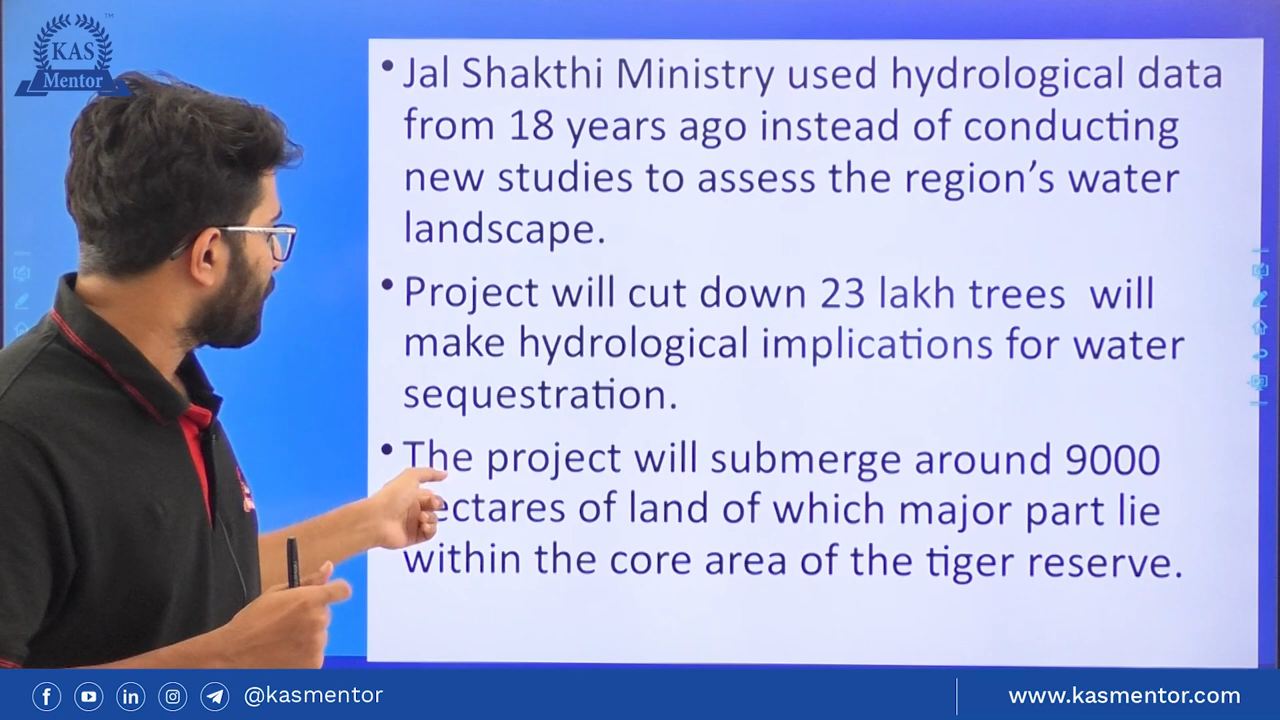 KAS
™
Mentor
• Jal Shakthi Ministry used hydrological data
from 18 years ago instead of conducting
new studies to assess the region's water
landscape.
• Project will cut down 23 lakh trees will
make hydrological implications for water
sequestration.
• The project will submerge around 9000
ectares of land of which major part lie
within the core area of the tiger reserve.
@kasmentor
www.kasmentor.com